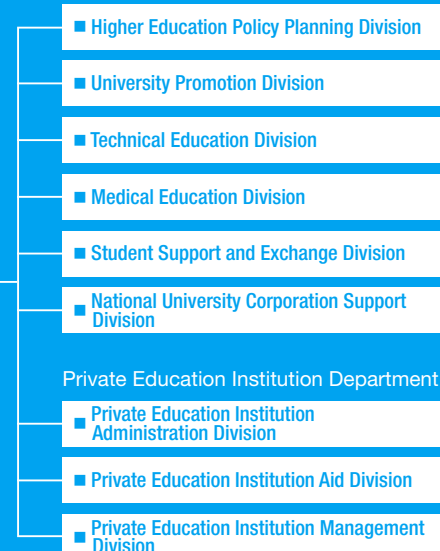 ■ Higher Education Policy Planning Division
■ University Promotion Division
■ Technical Education Division
■ Medical Education Division
■ Student Support and Exchange Division
■ National University Corporation Support
Division
Private Education Institution Department
■ Private Education Institution
Administration Division
■ Private Education Institution Aid Division
■ Private Education Institution Management
Division